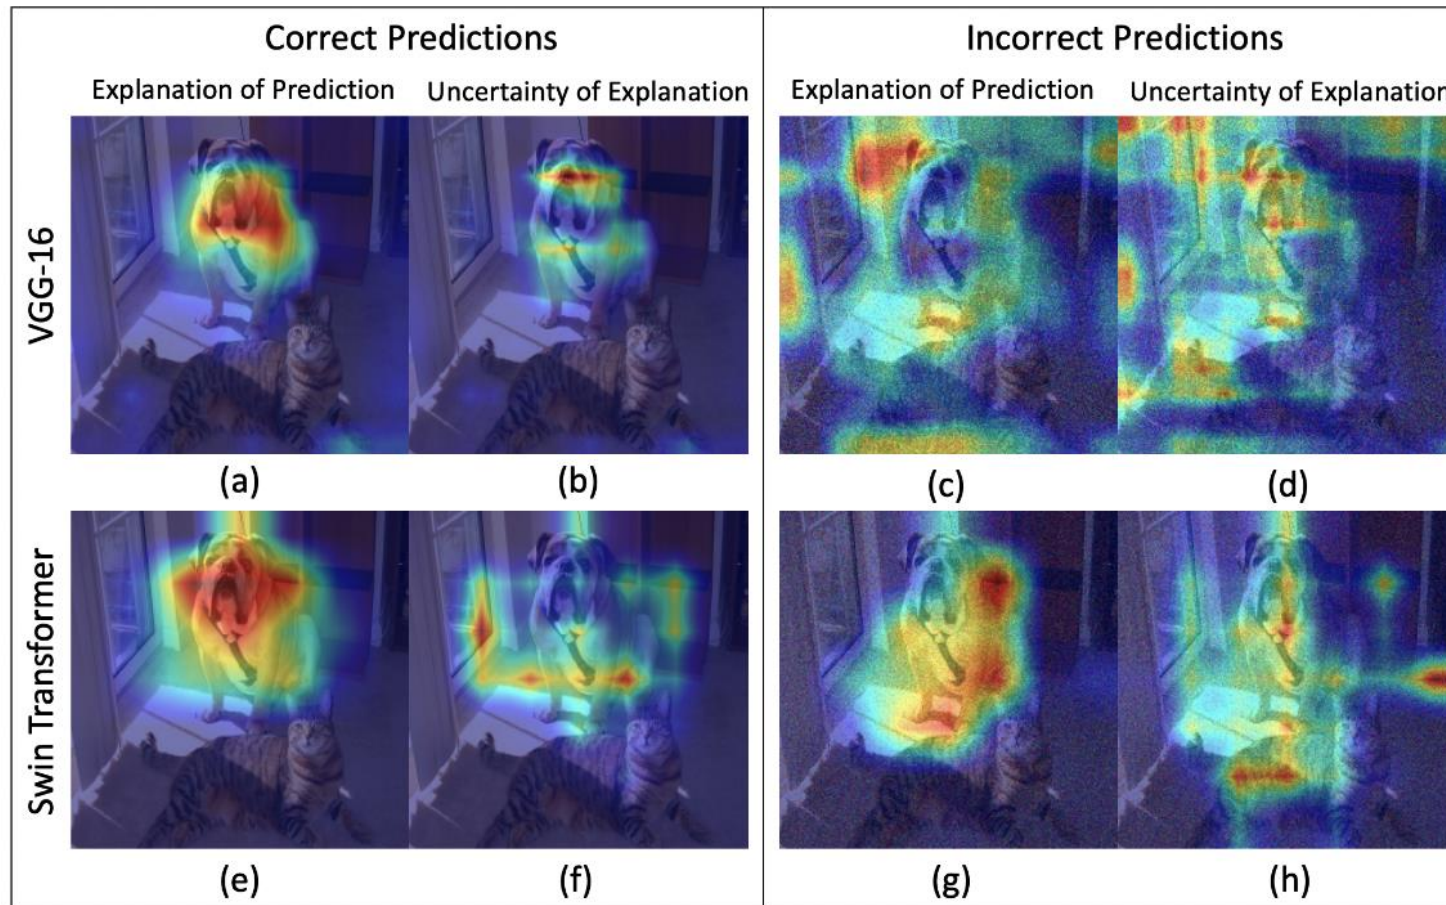 Correct Predictions
Incorrect Predictions
Explanation of Prediction
Uncertainty of Explanation
Explanation of Prediction
Uncertainty of Explanation
VGG-16
(a)
(b)
(c)
(d)
Swin Transformer
(e)
(f)
(g)
(h)